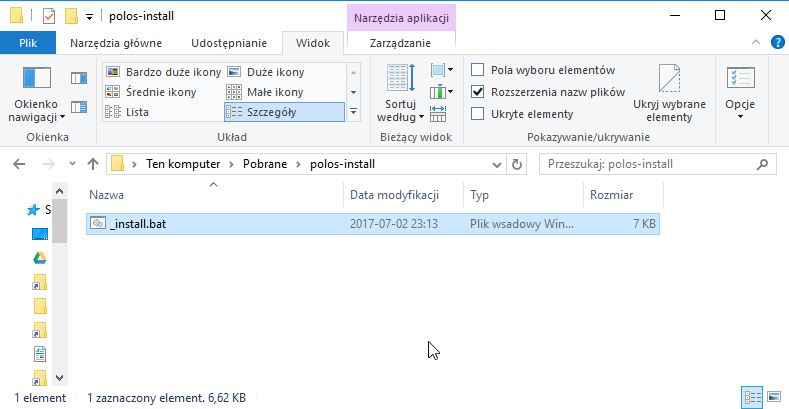 polos-install
Narzędzia aplikacji
Plik
Narzędzia główne
Udostępnianie
Widok
Zarządzanie
Okienko nawigacji
Okienka
Bardzo duże ikony
Duże ikony
Średnie ikony
Małe ikony
Lista
Szczegóły
Układ
Sortuj według
Bieżący widok
Pola wyboru elementów
Rozszerzenia nazw plików
Ukryte elementy
Ukryj wybrane elementy
Pokazywanie/ukrywanie
Opcje
Ten komputer
Pobrane
polos-install
Przeszukaj: polos-install
Nazwa
Data modyfikacji
Typ
Rozmiar
S
_install.bat
2017-07-02 23:13
Plik wsadowy Win...
7 KB
1 element
1 zaznaczony element. 6,62 KB